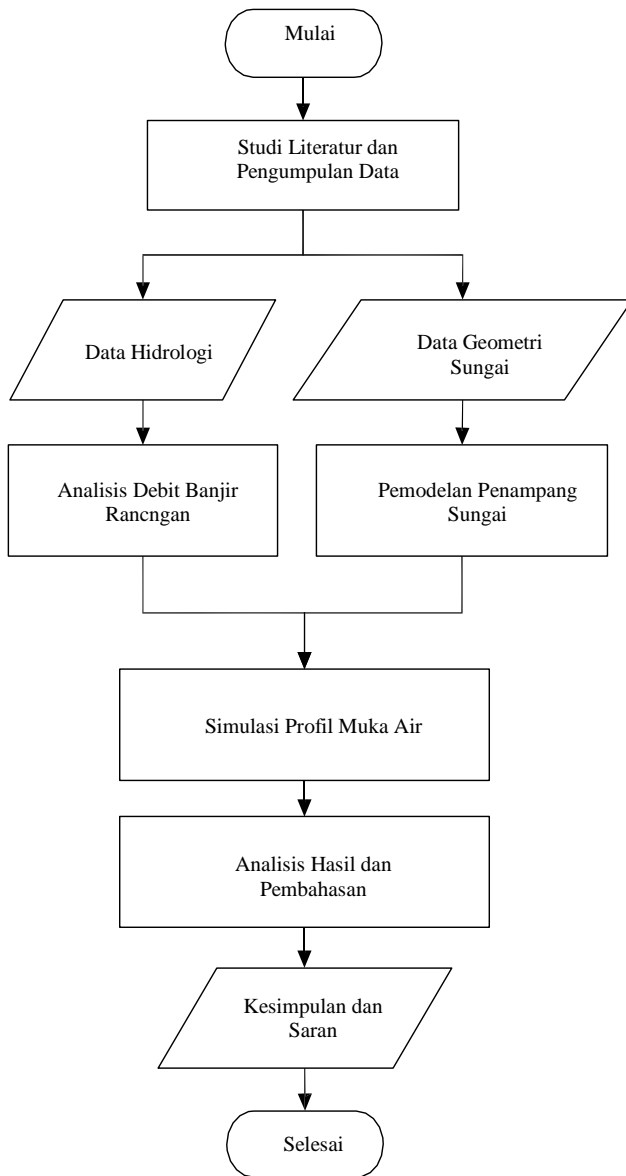 Mulai
Studi Literatur dan
Pengumpulan Data
Data Hidrologi
Data Geometri
Sungai
Analisis Debit Banjir
Rancngan
Pemodelan Penampang
Sungai
Simulasi Profil Muka Air
Analisis Hasil dan
Pembahasan
Kesimpulan dan
Saran
Selesai